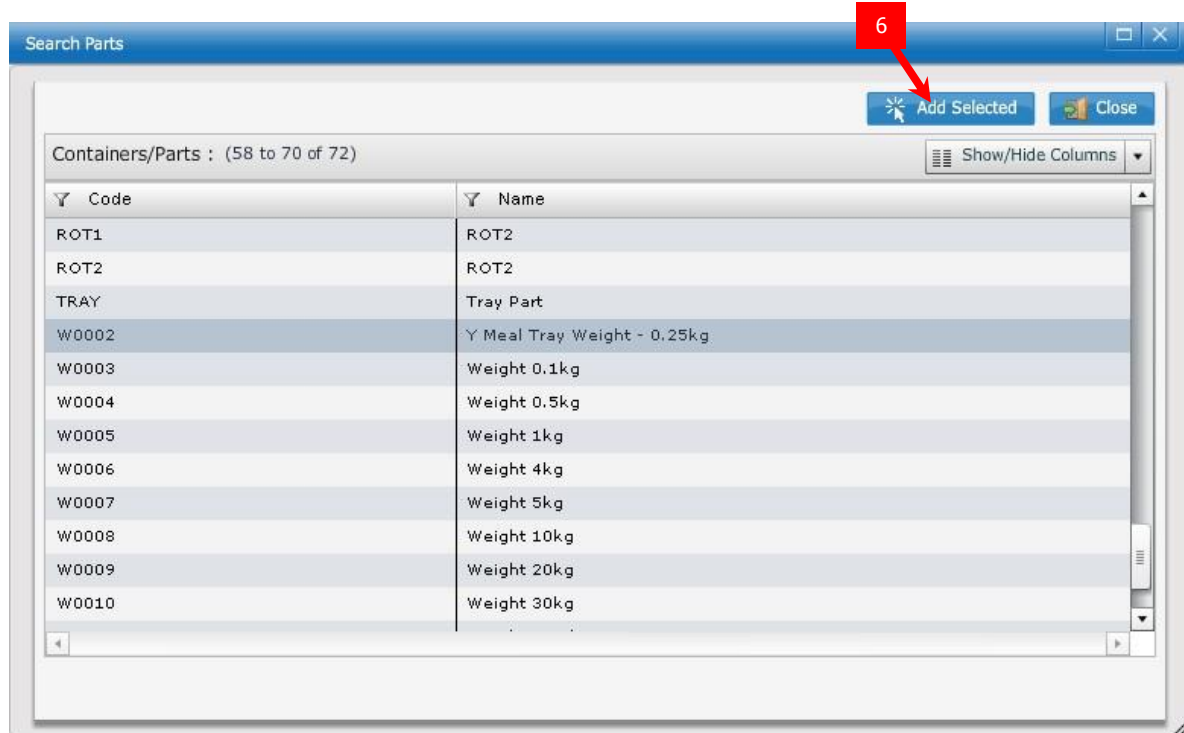 6
Search Parts
Add Selected Close
Containers/Parts : (58 to 70 of 72) Show/Hide Columns
Code Name
ROT1 ROT2
ROT2 ROT2
TRAY Tray Part
W0002 Y Meal Tray Weight - 0.25kg
W0003 Weight 0.1kg
W0004 Weight 0.5kg
W0005 Weight 1kg
W0006 Weight 4kg
W0007 Weight 5kg
W0008 Weight 10kg
W0009 Weight 20kg
W0010 Weight 30kg